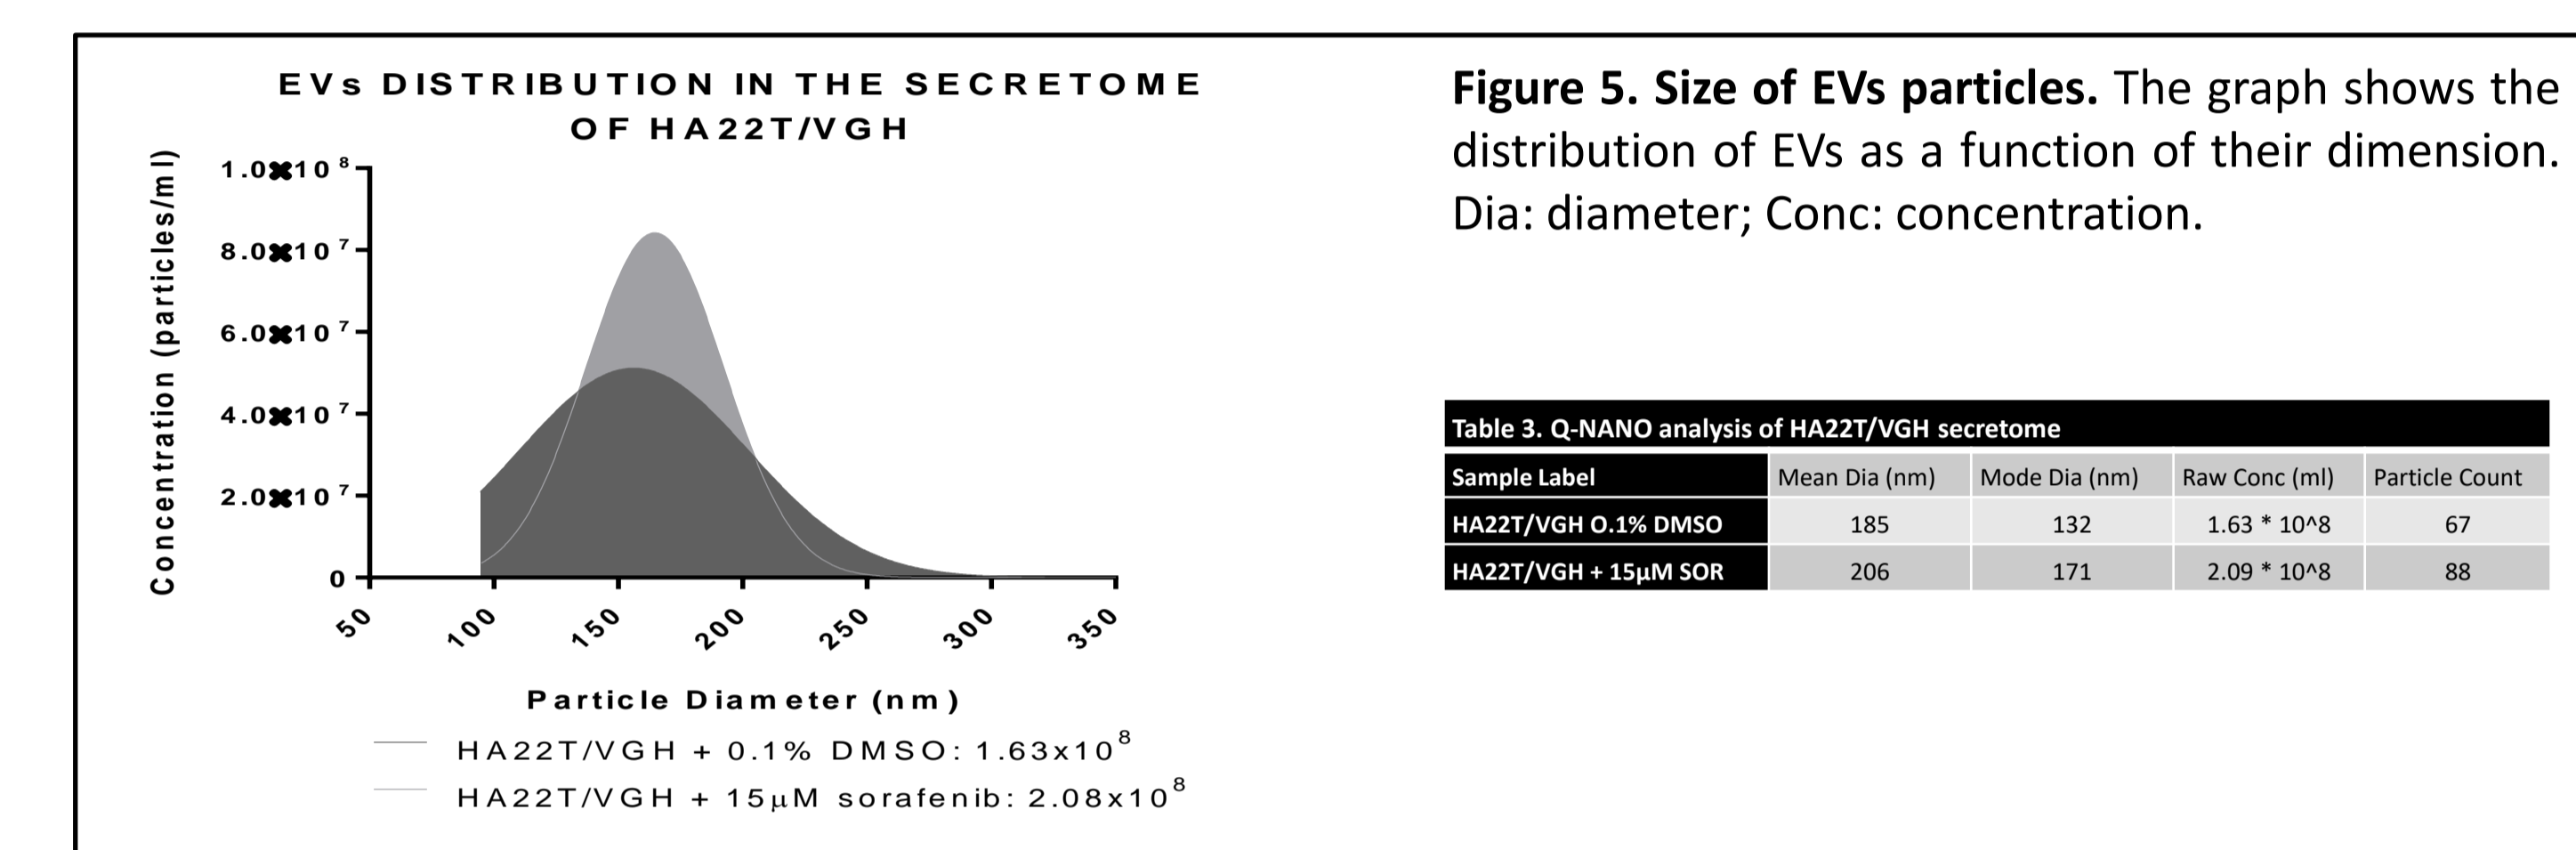 EVs DISTRIBUTION IN THE SECRETOME
OF HA22T/VGH
Concentration (particles/ml)
1.0✖10⁸
8.0✖10⁷
6.0✖10⁷
4.0✖10⁷
2.0✖10⁷
0
50 100 150 200 250 300 350
Particle Diameter (nm)
HA22T/VGH + 0.1% DMSO: 1.63x10⁸
HA22T/VGH + 15µM sorafenib: 2.08x10⁸
Figure 5. Size of EVs particles. The graph shows the
distribution of EVs as a function of their dimension.
Dia: diameter; Conc: concentration.
Table 3. Q-NANO analysis of HA22T/VGH secretome
Sample Label Mean Dia (nm) Mode Dia (nm) Raw Conc (ml) Particle Count
HA22T/VGH O.1% DMSO 185 132 1.63 * 10^8 67
HA22T/VGH + 15µM SOR 206 171 2.09 * 10^8 88